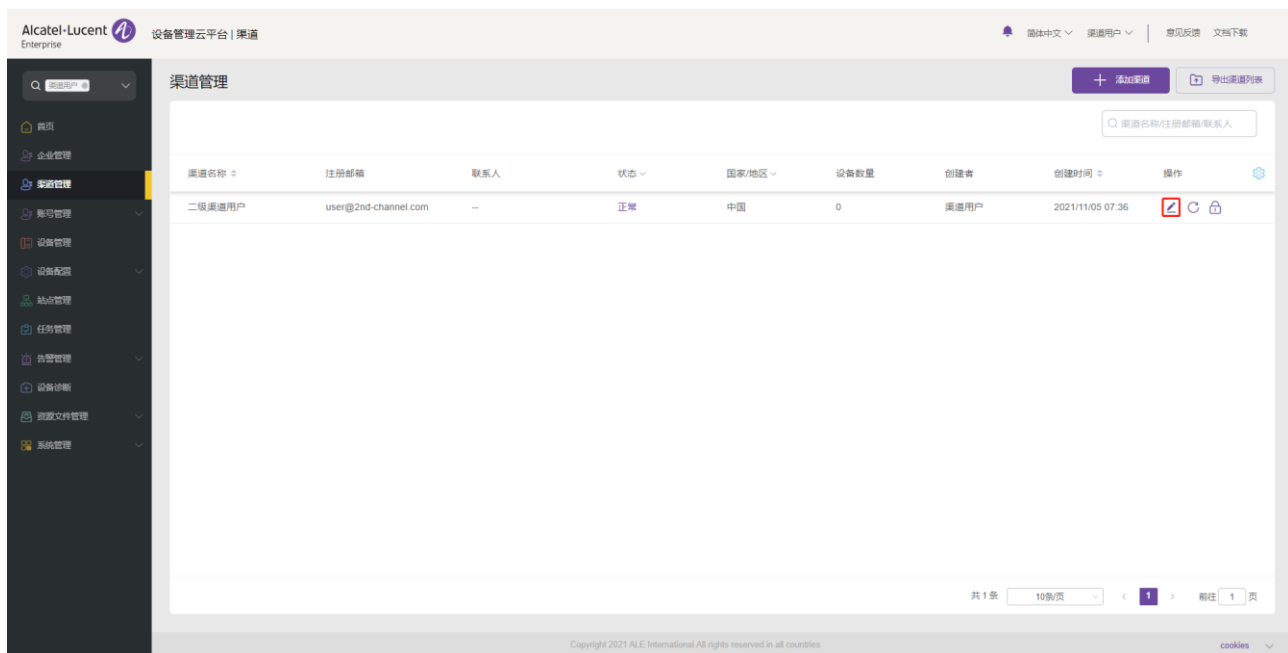 Alcatel·Lucent
Enterprise
设备管理云平台 | 渠道
简体中文
渠道用户
意见反馈
文档下载
渠道用户
首页
企业管理
渠道管理
账号管理
设备管理
设备配置
站点管理
任务管理
告警管理
设备诊断
资源文件管理
系统管理
渠道管理
添加渠道
导出渠道列表
渠道名称/注册邮箱/联系人
渠道名称 注册邮箱 联系人 状态 国家/地区 设备数量 创建者 创建时间 操作
二级渠道用户 user@2nd-channel.com -- 正常 中国 0 渠道用户 2021/11/05 07:36
共 1 条 10条/页 < 1 > 前往 1 页
Copyright 2021 ALE International.All rights reserved in all countries
cookies